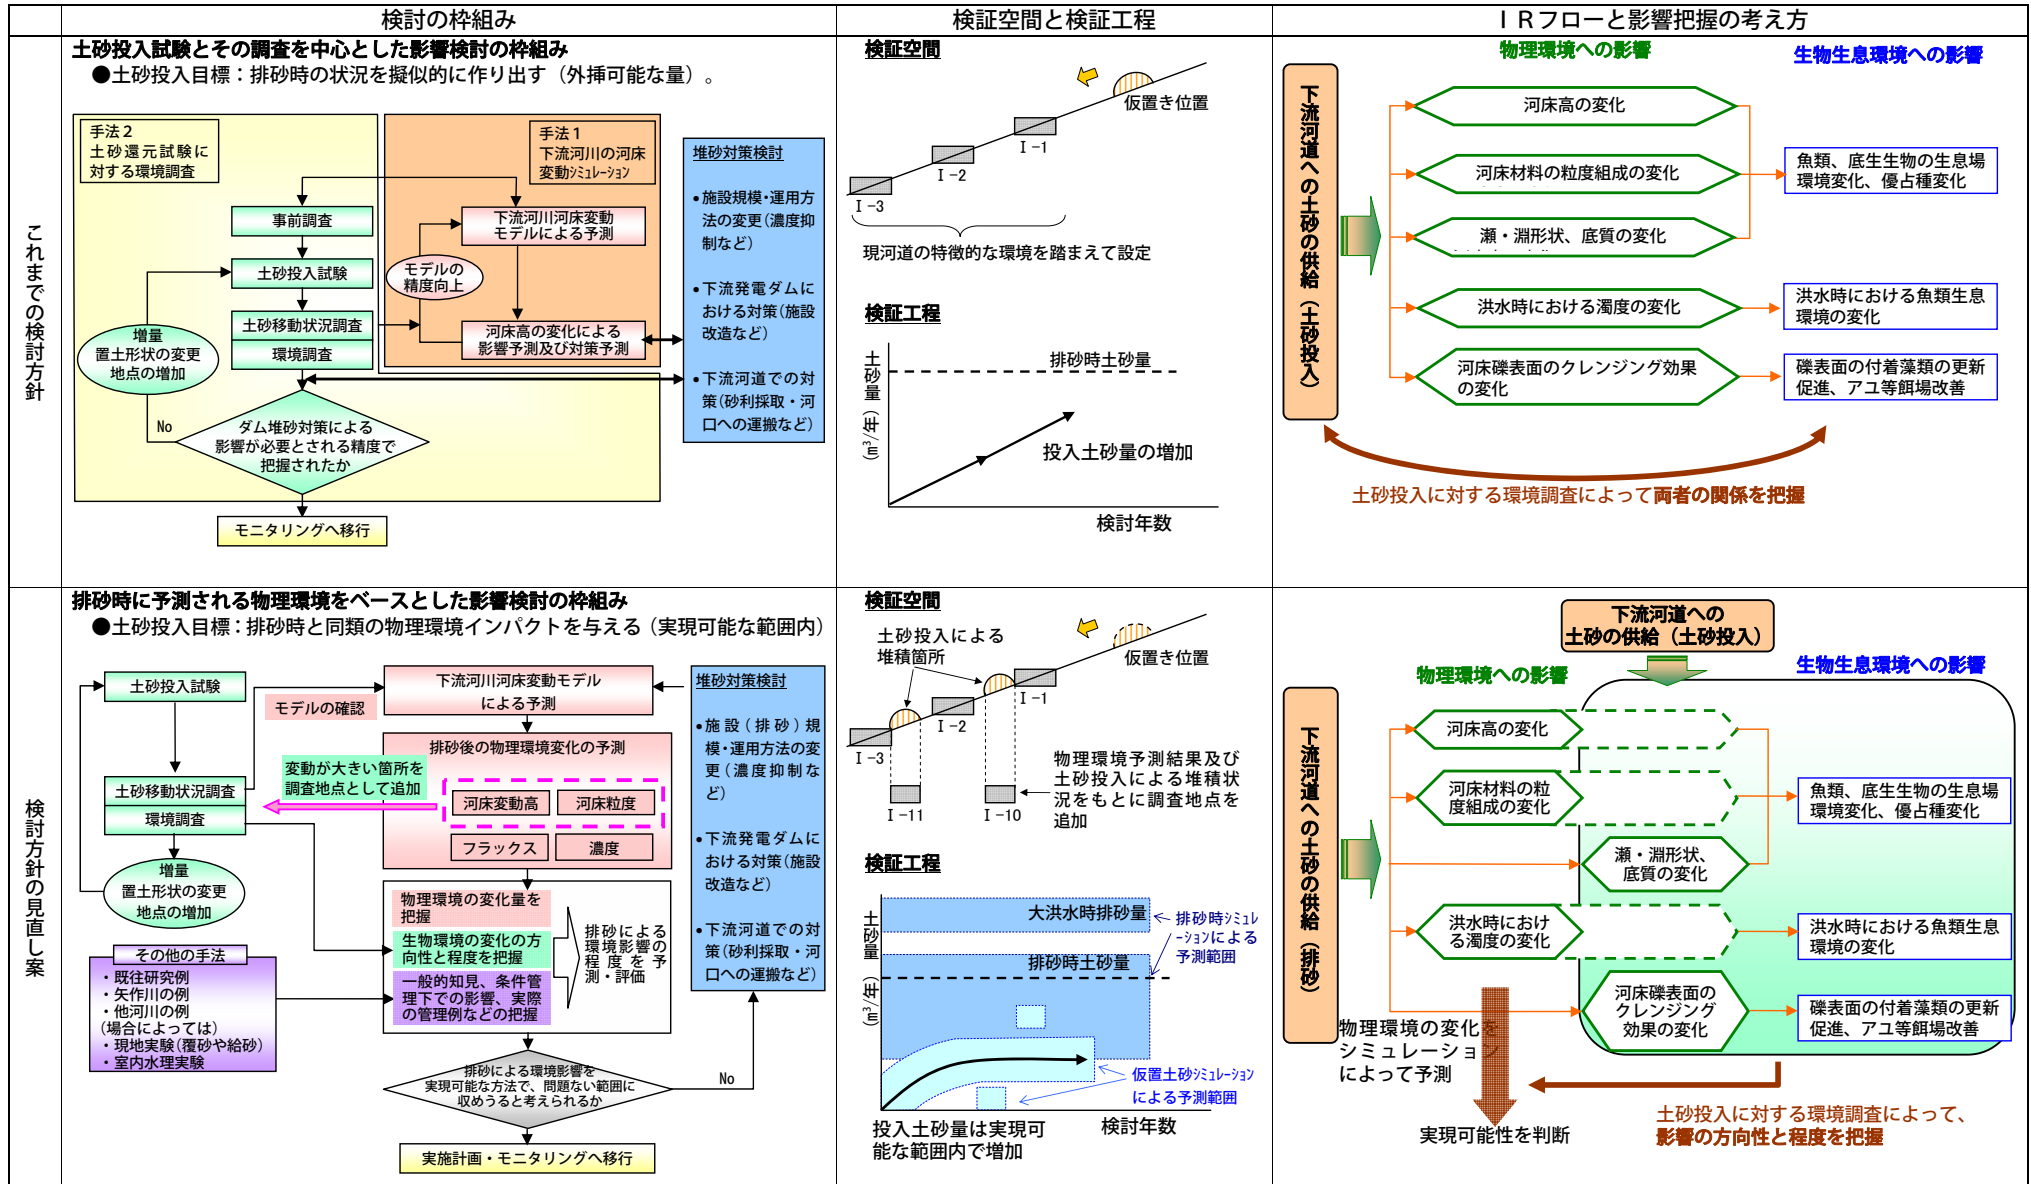 検討の枠組み
検証空間と検証工程
ＩＲフローと影響把握の考え方
これまでの検討方針
土砂投入試験とその調査を中心とした影響検討の枠組み
●土砂投入目標：排砂時の状況を擬似的に作り出す（外挿可能な量）。
手法２
土砂還元試験に
対する環境調査
手法１
下流河川の河床
変動ｼﾐｭﾚｰｼｮﾝ
事前調査
土砂投入試験
土砂移動状況調査
環境調査
増量
置土形状の変更
地点の増加
No
ダム堆砂対策による
影響が必要とされる精度で
把握されたか
モニタリングへ移行
下流河川河床変動
モデルによる予測
モデルの
精度向上
河床高の変化による
影響予測及び対策予測
堆砂対策検討
•施設規模・運用方
法の変更（濃度抑
制など）
•下流発電ダムに
おける対策（施設
改造など）
•下流河道での対
策（砂利採取・河
口への運搬など）
検証空間
仮置き位置
Ⅰ-1
Ⅰ-2
Ⅰ-3
現河道の特徴的な環境を踏まえて設定
検証工程
土砂量（㎥/年）
排砂時土砂量
投入土砂量の増加
検討年数
物理環境への影響
生物生息環境への影響
下流河道への土砂の供給（土砂投入）
河床高の変化
河床材料の粒度組成の変化
瀬・淵形状、底質の変化
洪水時における濁度の変化
河床礫表面のクレンジング効果
の変化
魚類、底生生物の生息場
環境変化、優占種変化
洪水時における魚類生息
環境の変化
礫表面の付着藻類の更新
促進、アユ等餌場改善
土砂投入に対する環境調査によって両者の関係を把握
検討方針の見直し案
排砂時に予測される物理環境をベースとした影響検討の枠組み
●土砂投入目標：排砂時と同類の物理環境インパクトを与える（実現可能な範囲内）
土砂投入試験
モデルの確認
下流河川河床変動モデル
による予測
排砂後の物理環境変化の予測
変動が大きい箇所を
調査地点として追加
河床変動高
河床粒度
フラックス
濃度
土砂移動状況調査
環境調査
増量
置土形状の変更
地点の増加
その他の手法
・既往研究例
・矢作川の例
・他河川の例
（場合によっては）
・現地実験（覆砂や給砂）
・室内水理実験
物理環境の変化量を
把握
生物環境の変化の方
向性と程度を把握
一般的知見、条件管
理下での影響、実際
の管理例などの把握
排砂による
環境影響の
程度を予
測・評価
排砂による環境影響を
実現可能な方法で、問題ない範囲に
収めうると考えられるか
No
実施計画・モニタリングへ移行
堆砂対策検討
•施設（排砂）規
模・運用方法の変
更（濃度抑制な
ど）
•下流発電ダムに
おける対策（施設
改造など）
•下流河道での対
策（砂利採取・河
口への運搬など）
検証空間
土砂投入による
堆積箇所
仮置き位置
Ⅰ-1
Ⅰ-2
Ⅰ-3
Ⅰ-11
Ⅰ-10
物理環境予測結果及び
土砂投入による堆積状
況をもとに調査地点を
追加
検証工程
土砂量（㎥/年）
大洪水時排砂量
排砂時土砂量
排砂時ｼﾐｭﾚ
ｰｼｮﾝによる
予測範囲
仮置土砂ｼﾐｭﾚｰｼｮﾝ
による予測範囲
検討年数
投入土砂量は実現可
能な範囲内で増加
下流河道への
土砂の供給（土砂投入）
物理環境への影響
生物生息環境への影響
下流河道への土砂の供給（排砂）
河床高の変化
河床材料の粒
度組成の変化
瀬・淵形状、
底質の変化
洪水時におけ
る濁度の変化
河床礫表面の
クレンジング
効果の変化
魚類、底生生物の生息場
環境変化、優占種変化
洪水時における魚類生息
環境の変化
礫表面の付着藻類の更新
促進、アユ等餌場改善
物理環境の変化を
シミュレーション
によって予測
実現可能性を判断
土砂投入に対する環境調査によって、
影響の方向性と程度を把握